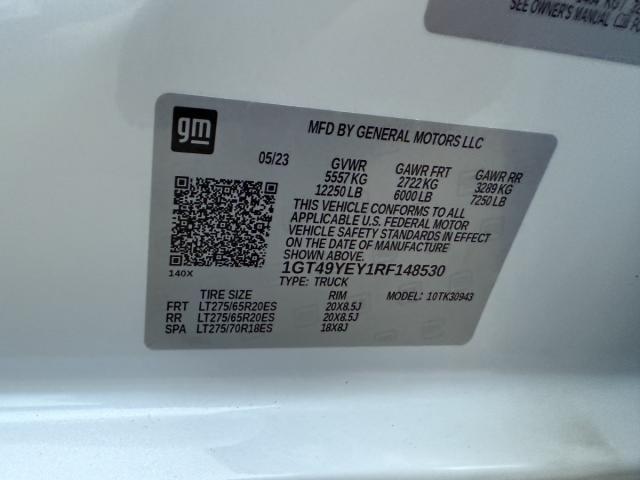 SEE OWNER'S MANUAL
gm
MFD BY GENERAL MOTORS LLC
05/23 GVWR GAWR FRT GAWR RR
5557 KG 2722 KG 3289 KG
12250 LB 6000 LB 7250 LB
THIS VEHICLE CONFORMS TO ALL
APPLICABLE U.S. FEDERAL MOTOR
VEHICLE SAFETY STANDARDS IN EFFECT
ON THE DATE OF MANUFACTURE
1GT49YEY1RF148530
140X
TYPE: TRUCK
TIRE SIZE RIM MODEL: 10TK30943
FRT LT275/65R20ES 20X8.5J
RR LT275/65R20ES 20X8.5J
SPA LT275/70R18ES 18X8J